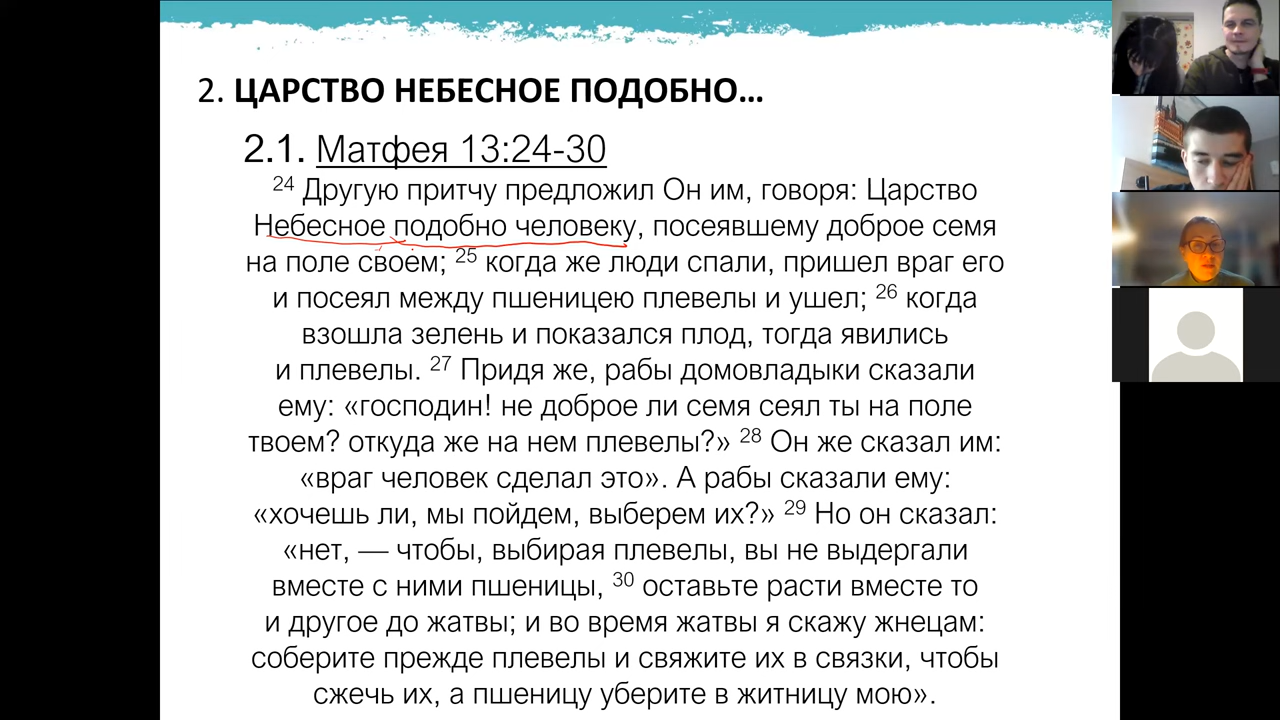 2. ЦАРСТВО НЕБЕСНОЕ ПОДОБНО...
2.1. Матфея 13:24-30
24 Другую притчу предложил Он им, говоря: Царство
Небесное подобно человеку, посеявшему доброе семя
на поле своем; 25 когда же люди спали, пришел враг его
и посеял между пшеницею плевелы и ушел; 26 когда
взошла зелень и показался плод, тогда явились
и плевелы. 27 Придя же, рабы домовладыки сказали
ему: «господин! не доброе ли семя сеял ты на поле
твоем? откуда же на нем плевелы?» 28 Он же сказал им:
«враг человек сделал это». А рабы сказали ему:
«хочешь ли, мы пойдем, выберем их?» 29 Но он сказал:
«нет, — чтобы, выбирая плевелы, вы не выдергали
вместе с ними пшеницы, 30 оставьте расти вместе то
и другое до жатвы; и во время жатвы я скажу жнецам:
соберите прежде плевелы и свяжите их в связки, чтобы
сжечь их, а пшеницу уберите в житницу мою».